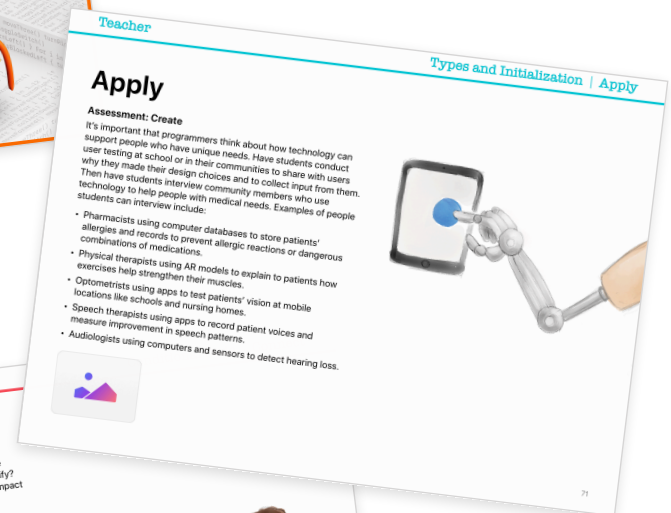 Teacher
Types and Initialization | Apply
Apply
Assessment: Create
It's important that programmers think about how technology can
support people who have unique needs. Have students conduct
user testing at school or in their communities to share with users
why they made their design choices and to collect input from them.
Then have students interview community members who use
technology to help people with medical needs. Examples of people
students can interview include:
• Pharmacists using computer databases to store patients'
allergies and records to prevent allergic reactions or dangerous
combinations of medications.
• Physical therapists using AR models to explain to patients how
exercises help strengthen their muscles.
• Optometrists using apps to test patients' vision at mobile
locations like schools and nursing homes.
• Speech therapists using apps to record patient voices and
measure improvement in speech patterns.
• Audiologists using computers and sensors to detect hearing loss.
71